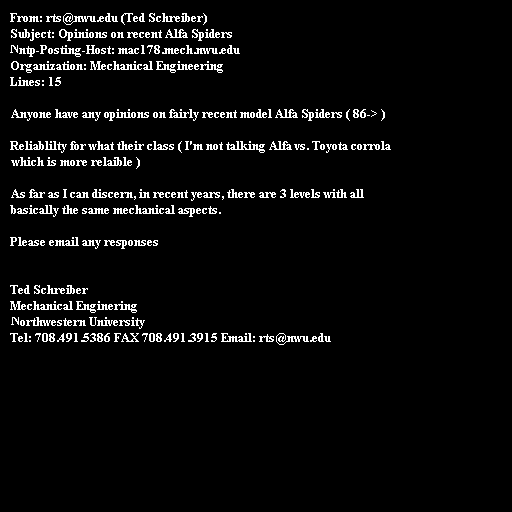 From: rts@nwu.edu (Ted Schreiber)
Subject: Opinions on recent Alfa Spiders
Nntp-Posting-Host: mac178.mech.nwu.edu
Organization: Mechanical Engineering
Lines: 15
Anyone have any opinions on fairly recent model Alfa Spiders ( 86-> )
Reliablilty for what their class ( I'm not talking Alfa vs. Toyota corrola
which is more relaible )
As far as I can discern, in recent years, there are 3 levels with all
basically the same mechanical aspects.
Please email any responses
Ted Schreiber
Mechanical Enginering
Northwestern University
Tel: 708.491.5386 FAX 708.491.3915 Email: rts@nwu.edu